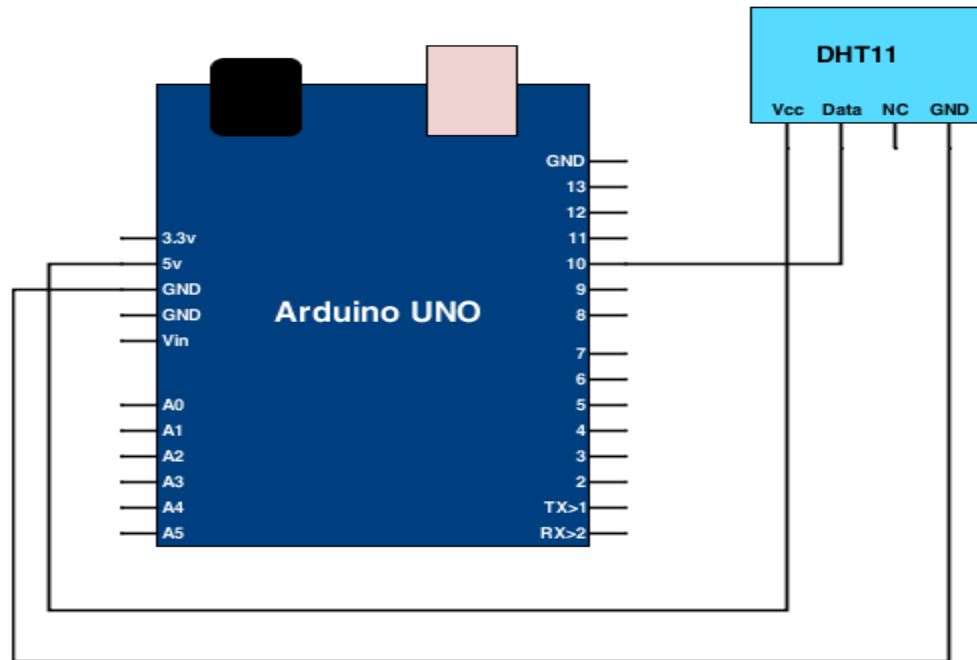 DHT11
Vcc Data NC GND
GND
13
12
3.3v
11
5v
10
GND
9
GND
8
Arduino UNO
Vin
7
6
A0
5
A1
4
A2
3
A3
2
A4
TX>1
A5
RX>2